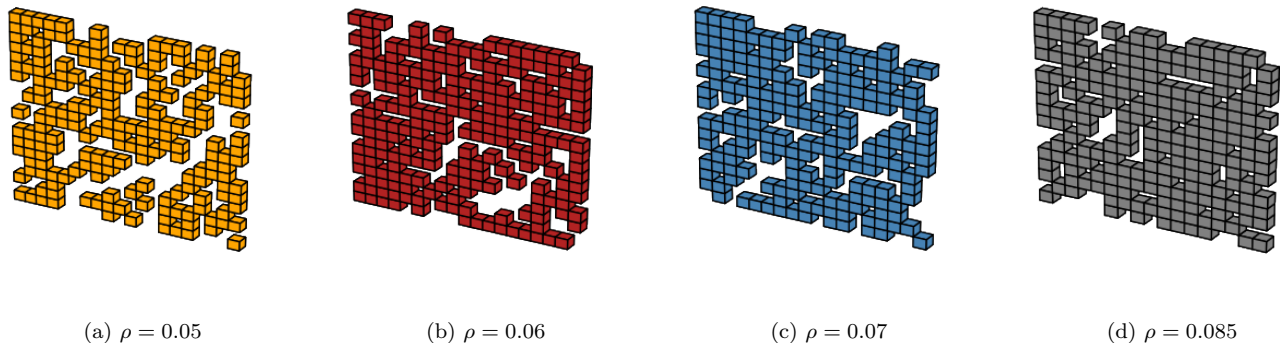 (a) ρ = 0.05
(b) ρ = 0.06
(c) ρ = 0.07
(d) ρ = 0.085